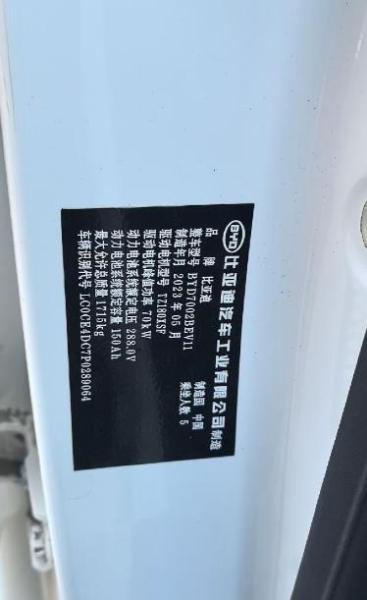 BYD 比亚迪汽车工业有限公司 制造
品 牌 比亚迪 制造国 中国
整车型号 BYD7002BEV11 乘坐人数 5
制造年月 2023 年 05 月
驱动电机型号 TZ180XSF
驱动电机峰值功率 70kW
动力电池系统额定电压 288.0V
动力电池系统额定容量 150Ah
最大允许总质量 1715kg
车辆识别代号 LC0CE4DC7P0289064